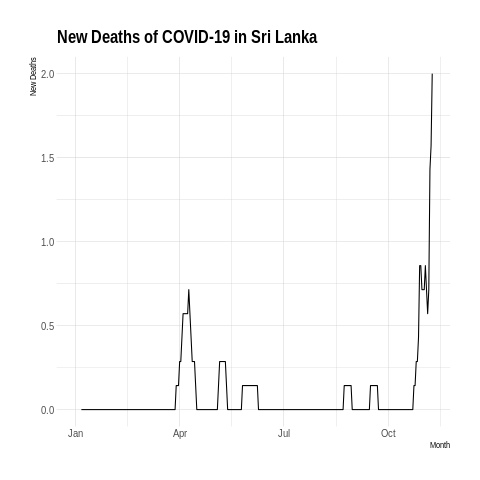 New Deaths of COVID-19 in Sri Lanka
New Deaths
2.0
1.5
1.0
0.5
0.0
Jan Apr Jul Oct
Month